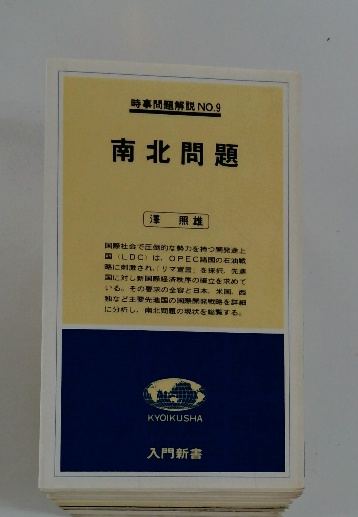 時事問題解説 NO.9
南北問題
澤 照雄
国際社会で圧倒的な勢力を持つ開発途上
国(LDC)は、OPEC諸国の石油戦
略に刺激され、「リマ宣言」を採択、先進
国に対し新国際経済秩序の確立を求めて
いる。その要求の全容と日本、米国、西
独など主要先進国の国際開発戦略を詳細
に分析し、南北問題の現状を総覧する。
KYOIKUSHA
入門新書